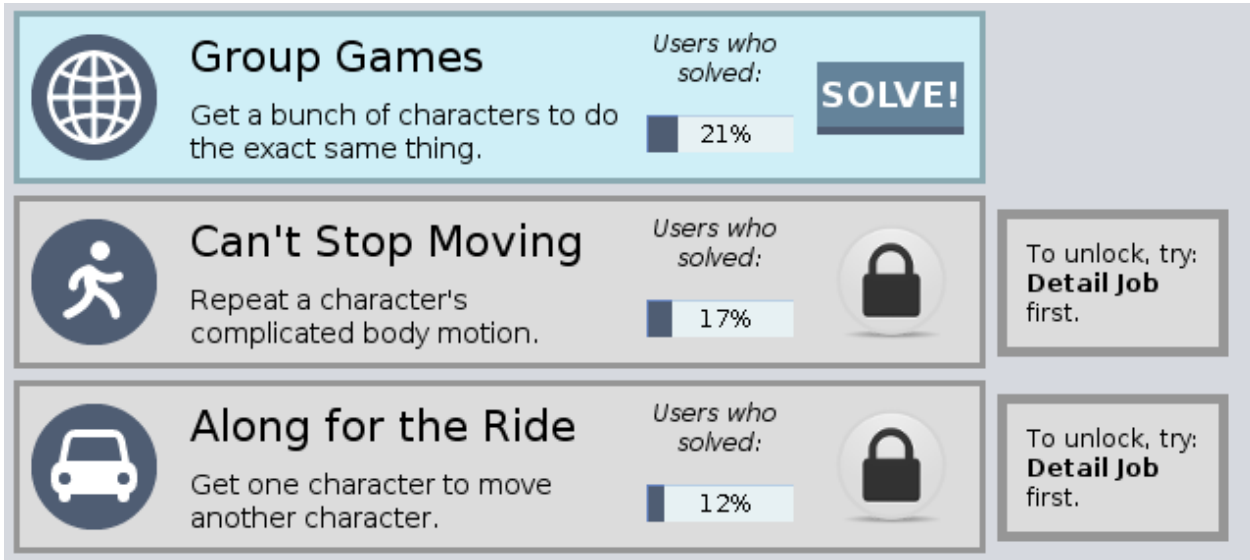 Group Games
Get a bunch of characters to do
the exact same thing.
Users who
solved:
21%
SOLVE!
Can't Stop Moving
Repeat a character's
complicated body motion.
Users who
solved:
17%
To unlock, try:
Detail Job
first.
Along for the Ride
Get one character to move
another character.
Users who
solved:
12%
To unlock, try:
Detail Job
first.